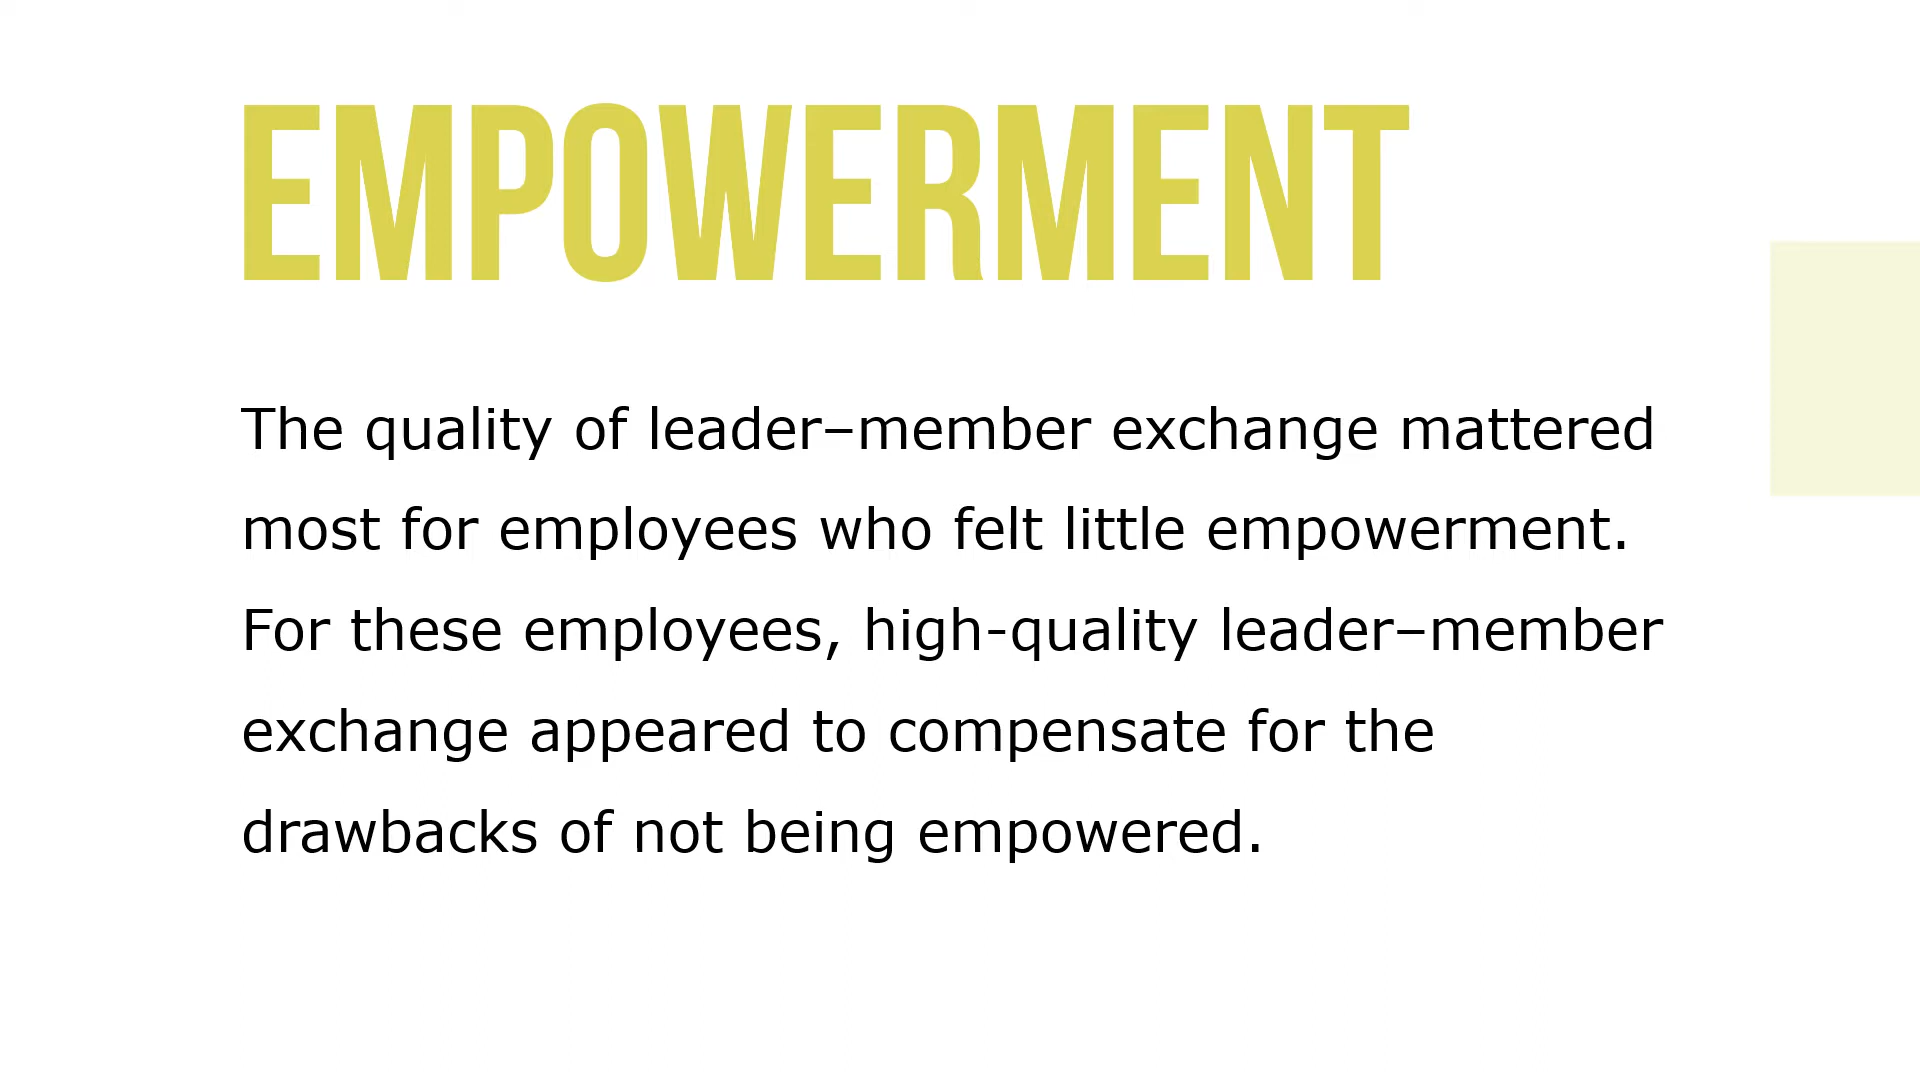 EMPOWERMENT
The quality of leader–member exchange mattered
most for employees who felt little empowerment.
For these employees, high-quality leader–member
exchange appeared to compensate for the
drawbacks of not being empowered.